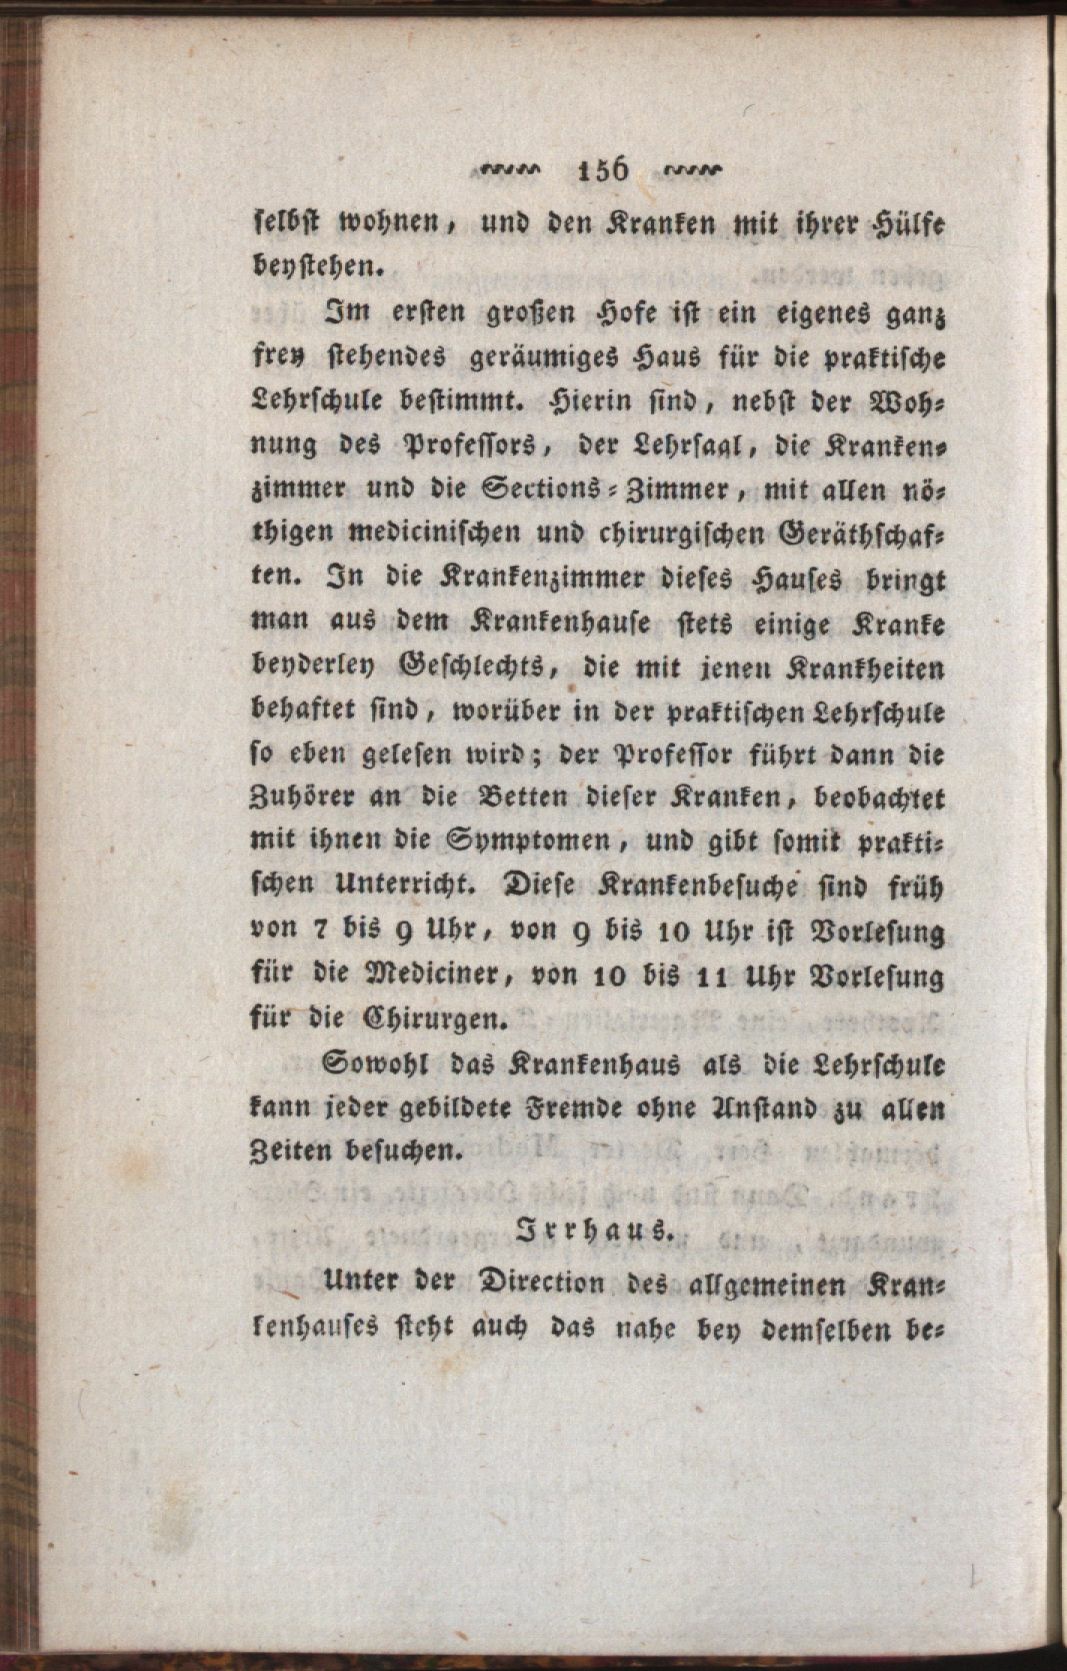 156
selbst wohnen, und den Kranken mit ihrer Hülfe
beystehen.
Im ersten großen Hofe ist ein eigenes ganz
frey stehendes geräumiges Haus für die praktische
Lehrschule bestimmt. Hierin sind, nebst der Woh-
nung des Professors, der Lehrsaal, die Kranken-
zimmer und die Sections-Zimmer, mit allen nö-
thigen medicinischen und chirurgischen Geräthschaf-
ten. In die Krankenzimmer dieses Hauses bringt
man aus dem Krankenhause stets einige Kranke
beyderley Geschlechts, die mit jenen Krankheiten
behaftet sind, worüber in der praktischen Lehrschule
so eben gelesen wird; der Professor führt dann die
Zuhörer an die Betten dieser Kranken, beobachtet
mit ihnen die Symptomen, und gibt somit prakti-
schen Unterricht. Diese Krankenbesuche sind früh
von 7 bis 9 Uhr, von 9 bis 10 Uhr ist Vorlesung
für die Mediciner, von 10 bis 11 Uhr Vorlesung
für die Chirurgen.
Sowohl das Krankenhaus als die Lehrschule
kann jeder gebildete Fremde ohne Anstand zu allen
Zeiten besuchen.
Irrhaus.
Unter der Direction des allgemeinen Kran-
kenhauses steht auch das nahe bey demselben be-